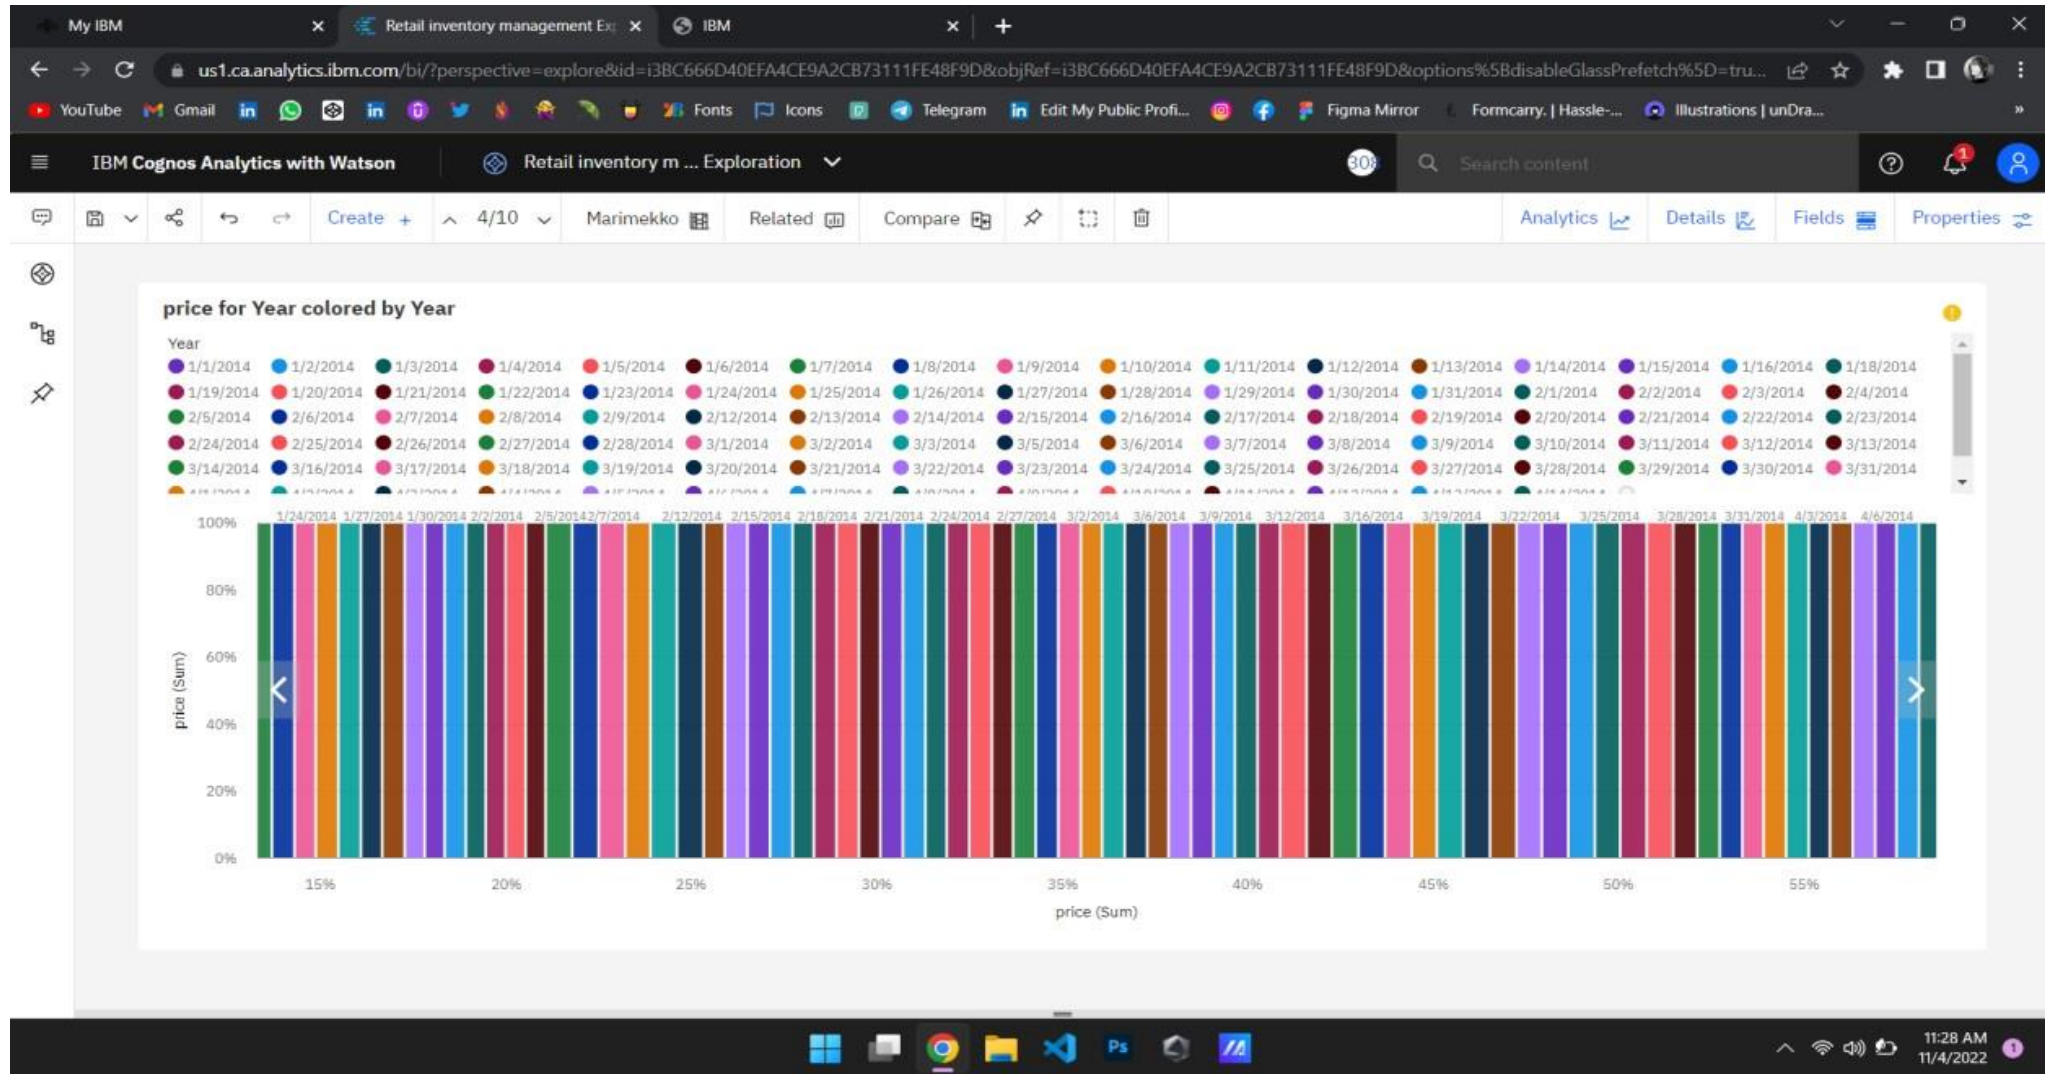 My IBM
Retail inventory management Ex
IBM
us1.ca.analytics.ibm.com/bi/?perspective=explore&id=i3BC666D40EFA4CE9A2CB73111FE48F9D&objRef=i3BC666D40EFA4CE9A2CB73111FE48F9D&options%5BdisableGlassPrefetch%5D=tru...
YouTube Gmail Fonts Icons Telegram Edit My Public Profi... Figma Mirror Formcarry. | Hassle-... Illustrations | unDra... »
IBM Cognos Analytics with Watson Retail inventory m ... Exploration Search content 1
Create + 4/10 Marimekko Related Compare Analytics Details Fields Properties
price for Year colored by Year
Year
1/1/2014 1/2/2014 1/3/2014 1/4/2014 1/5/2014 1/6/2014 1/7/2014 1/8/2014 1/9/2014 1/10/2014 1/11/2014 1/12/2014 1/13/2014 1/14/2014 1/15/2014 1/16/2014 1/18/2014
1/19/2014 1/20/2014 1/21/2014 1/22/2014 1/23/2014 1/24/2014 1/25/2014 1/26/2014 1/27/2014 1/28/2014 1/29/2014 1/30/2014 1/31/2014 2/1/2014 2/2/2014 2/3/2014 2/4/2014
2/5/2014 2/6/2014 2/7/2014 2/8/2014 2/9/2014 2/12/2014 2/13/2014 2/14/2014 2/15/2014 2/16/2014 2/17/2014 2/18/2014 2/19/2014 2/20/2014 2/21/2014 2/22/2014 2/23/2014
2/24/2014 2/25/2014 2/26/2014 2/27/2014 2/28/2014 3/1/2014 3/2/2014 3/3/2014 3/5/2014 3/6/2014 3/7/2014 3/8/2014 3/9/2014 3/10/2014 3/11/2014 3/12/2014 3/13/2014
3/14/2014 3/16/2014 3/17/2014 3/18/2014 3/19/2014 3/20/2014 3/21/2014 3/22/2014 3/23/2014 3/24/2014 3/25/2014 3/26/2014 3/27/2014 3/28/2014 3/29/2014 3/30/2014 3/31/2014
1/24/2014 1/27/2014 1/30/2014 2/2/2014 2/5/2014 2/7/2014 2/12/2014 2/15/2014 2/18/2014 2/21/2014 2/24/2014 2/27/2014 3/2/2014 3/6/2014 3/9/2014 3/12/2014 3/16/2014 3/19/2014 3/22/2014 3/25/2014 3/28/2014 3/31/2014 4/3/2014 4/6/2014
100%
80%
60%
40%
20%
0%
price (Sum)
15% 20% 25% 30% 35% 40% 45% 50% 55%
price (Sum)
Ps
11:28 AM
11/4/2022
1